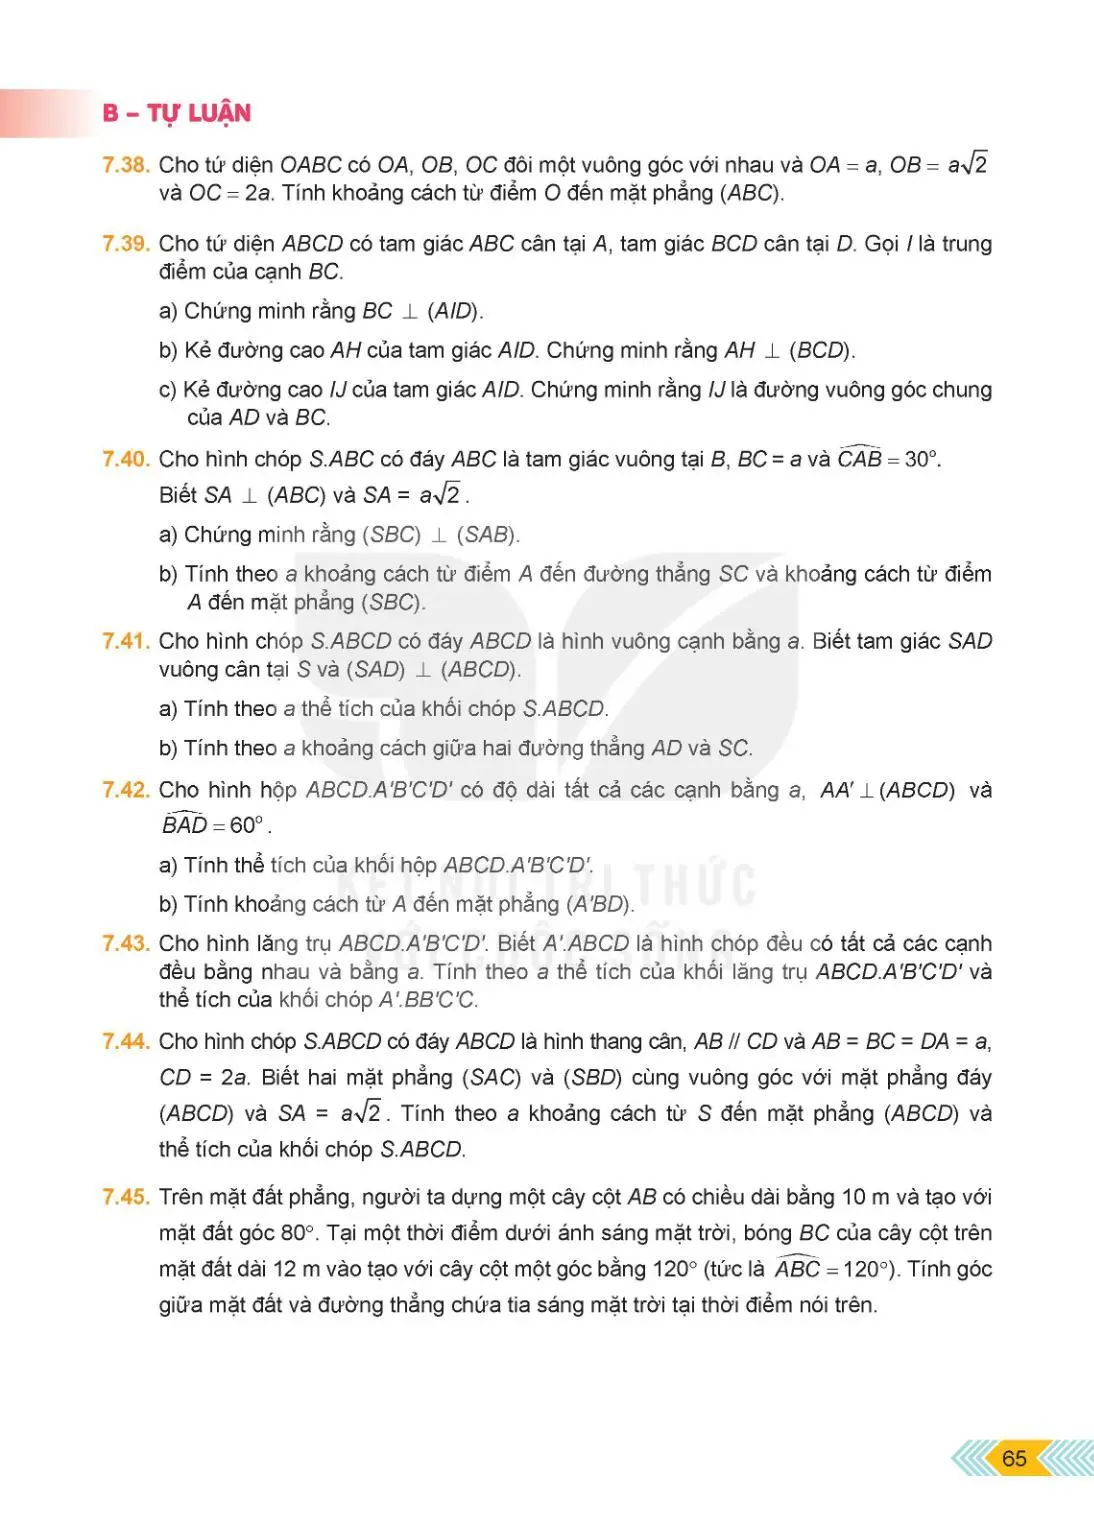 B – TỰ LUẬN
7.38. Cho tứ diện OABC có OA, OB, OC đôi một vuông góc với nhau và OA = a, OB = a√2
và OC = 2a. Tính khoảng cách từ điểm O đến mặt phẳng (ABC).
7.39. Cho tứ diện ABCD có tam giác ABC cân tại A, tam giác BCD cân tại D. Gọi I là trung
điểm của cạnh BC.
a) Chứng minh rằng BC ⊥ (AID).
b) Kẻ đường cao AH của tam giác AID. Chứng minh rằng AH ⊥ (BCD).
c) Kẻ đường cao IJ của tam giác AID. Chứng minh rằng IJ là đường vuông góc chung
của AD và BC.
7.40. Cho hình chóp S.ABC có đáy ABC là tam giác vuông tại B, BC = a và CAB = 30°.
Biết SA ⊥ (ABC) và SA = a√2.
a) Chứng minh rằng (SBC) ⊥ (SAB).
b) Tính theo a khoảng cách từ điểm A đến đường thẳng SC và khoảng cách từ điểm
A đến mặt phẳng (SBC).
7.41. Cho hình chóp S.ABCD có đáy ABCD là hình vuông cạnh bằng a. Biết tam giác SAD
vuông cân tại S và (SAD) ⊥ (ABCD).
a) Tính theo a thể tích của khối chóp S.ABCD.
b) Tính theo a khoảng cách giữa hai đường thẳng AD và SC.
7.42. Cho hình hộp ABCD.A'B'C'D' có độ dài tất cả các cạnh bằng a, AA' ⊥ (ABCD) và
BAD = 60°.
a) Tính thể tích của khối hộp ABCD.A'B'C'D'.
KẾT NỐI TRI THỨC
b) Tính khoảng cách từ A đến mặt phẳng (A'BD).
VỚI CUỘC SỐNG
7.43. Cho hình lăng trụ ABCD.A'B'C'D'. Biết A'.ABCD là hình chóp đều có tất cả các cạnh
đều bằng nhau và bằng a. Tính theo a thể tích của khối lăng trụ ABCD.A'B'C'D' và
thể tích của khối chóp A'.BB'C'C.
7.44. Cho hình chóp S.ABCD có đáy ABCD là hình thang cân, AB // CD và AB = BC = DA = a,
CD = 2a. Biết hai mặt phẳng (SAC) và (SBD) cùng vuông góc với mặt phẳng đáy
(ABCD) và SA = a√2. Tính theo a khoảng cách từ S đến mặt phẳng (ABCD) và
thể tích của khối chóp S.ABCD.
7.45. Trên mặt đất phẳng, người ta dựng một cây cột AB có chiều dài bằng 10 m và tạo với
mặt đất góc 80°. Tại một thời điểm dưới ánh sáng mặt trời, bóng BC của cây cột trên
mặt đất dài 12 m vào tạo với cây cột một góc bằng 120° (tức là ABC = 120°). Tính góc
giữa mặt đất và đường thẳng chứa tia sáng mặt trời tại thời điểm nói trên.
65